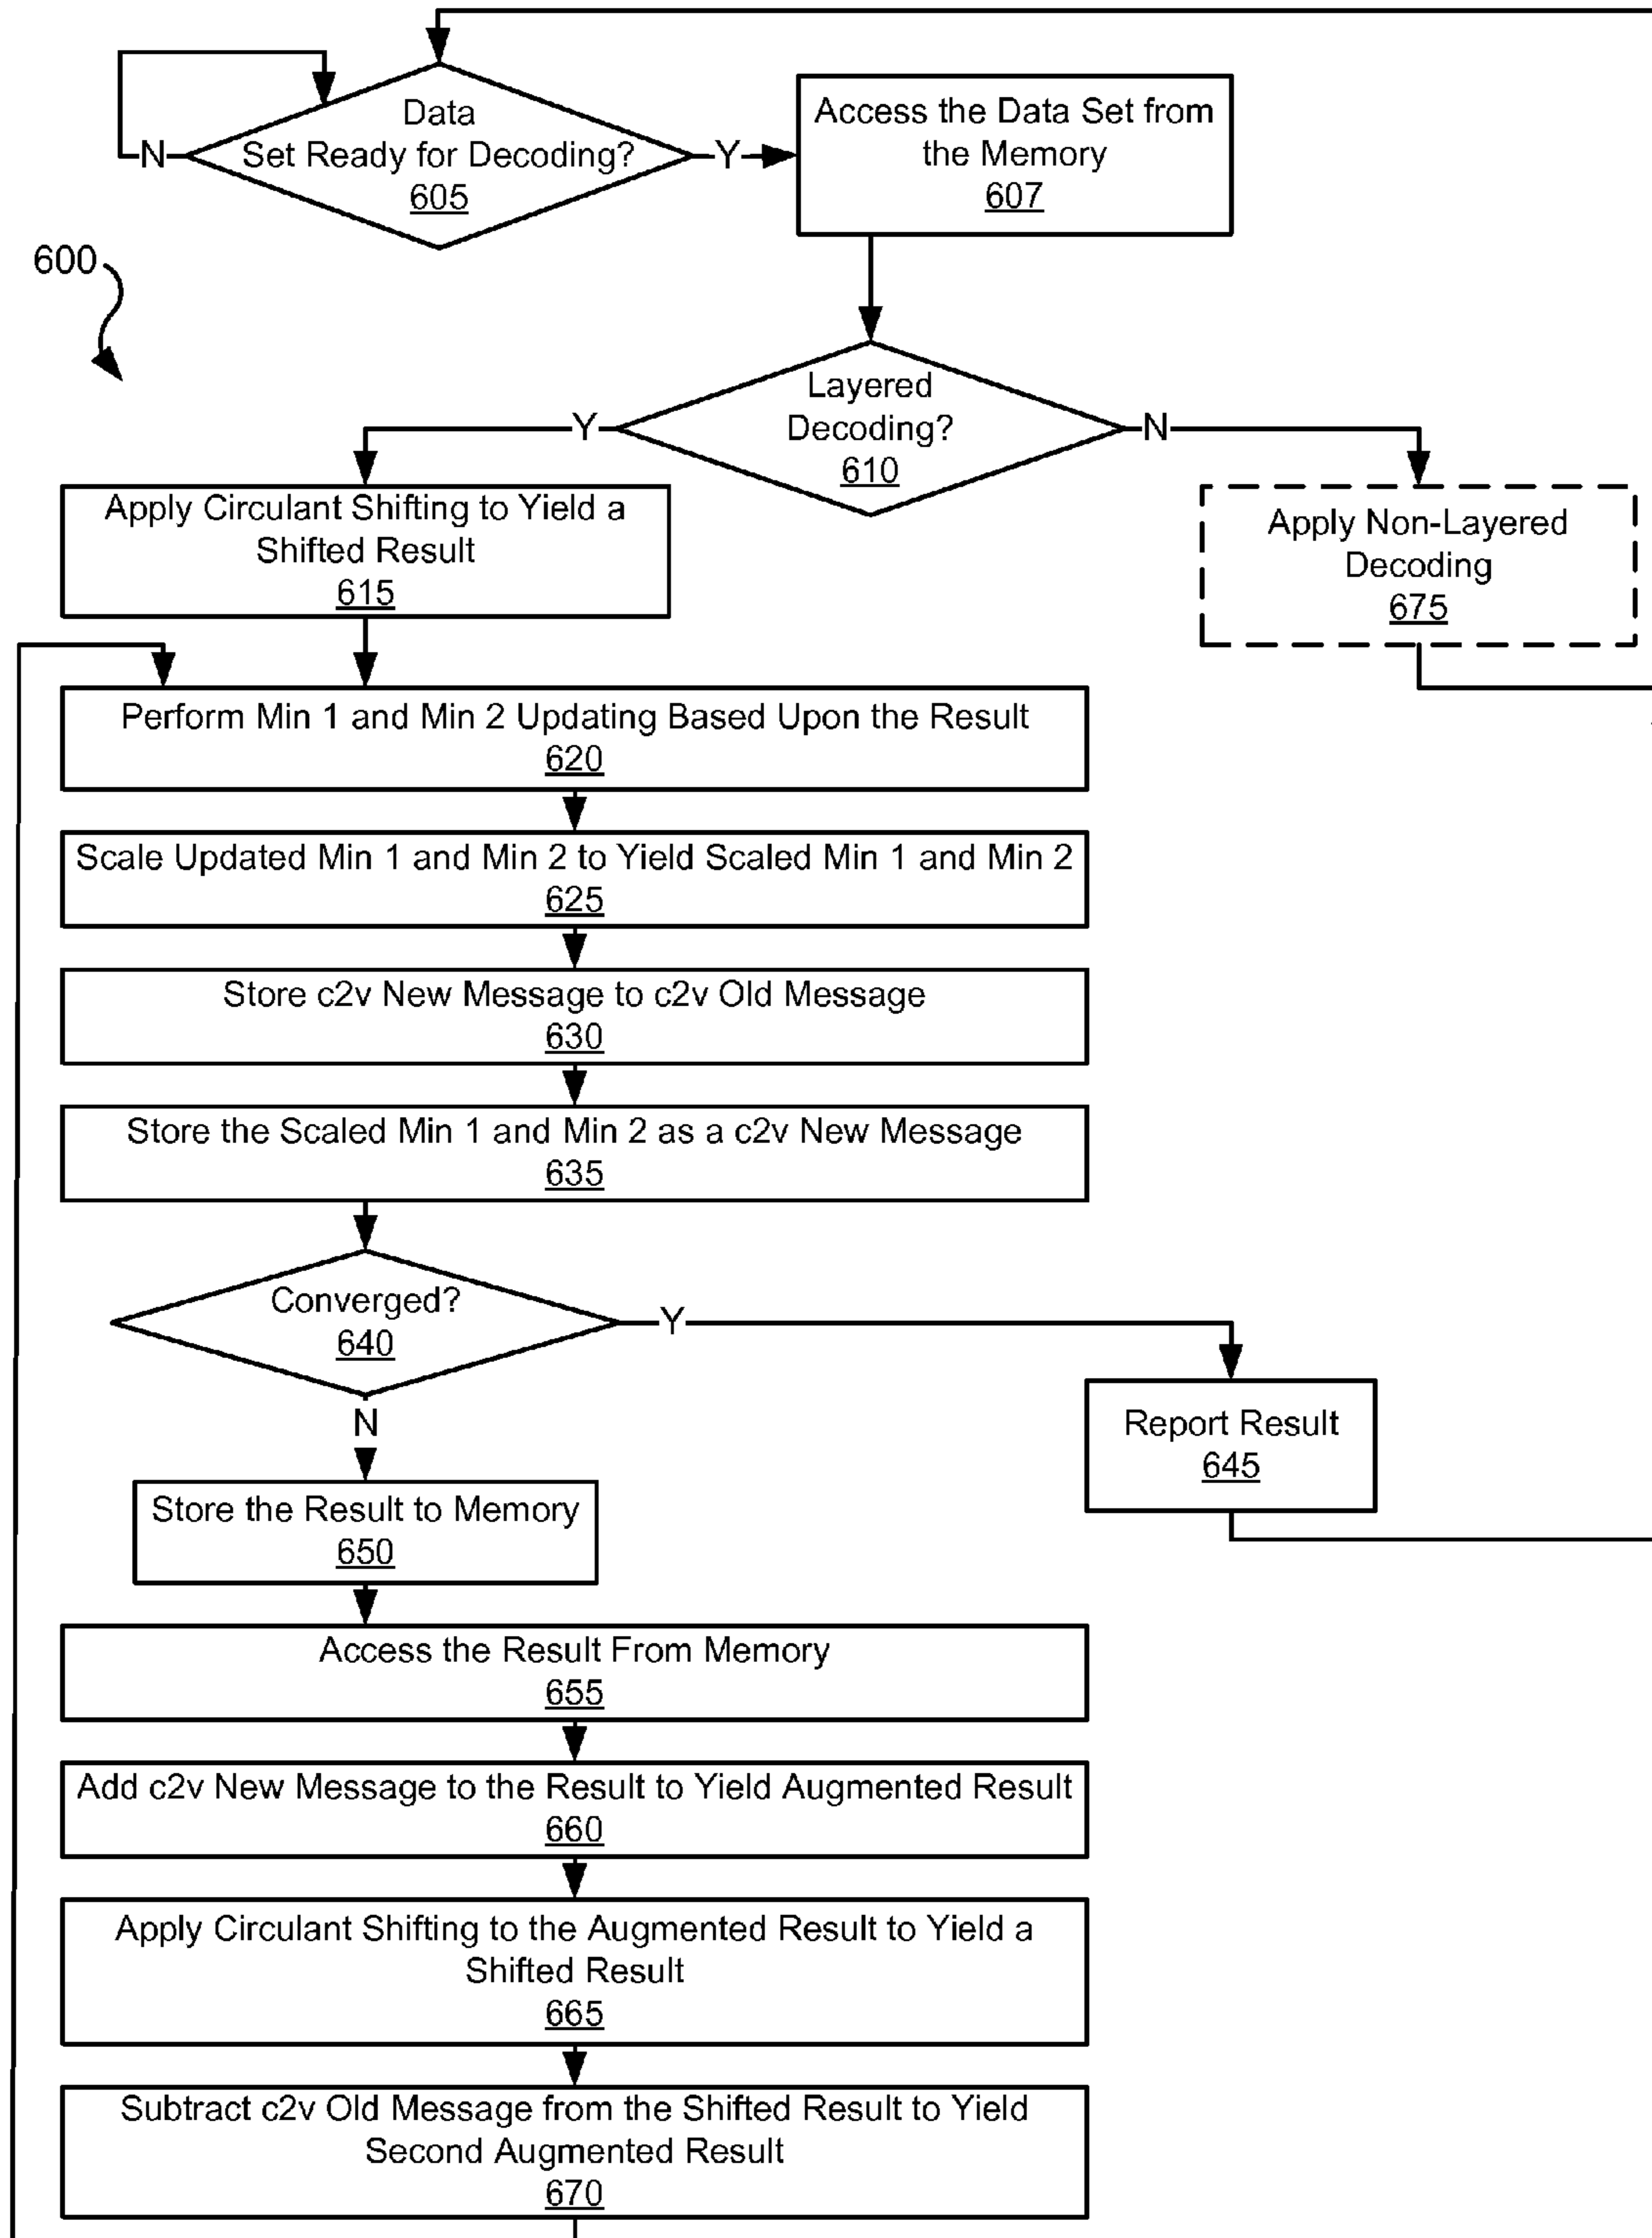 Data
Set Ready for Decoding?
605
N
Y
Access the Data Set from
the Memory
607
600
Layered
Decoding?
610
Y
N
Apply Circulant Shifting to Yield a
Shifted Result
615
Apply Non-Layered
Decoding
675
Perform Min 1 and Min 2 Updating Based Upon the Result
620
Scale Updated Min 1 and Min 2 to Yield Scaled Min 1 and Min 2
625
Store c2v New Message to c2v Old Message
630
Store the Scaled Min 1 and Min 2 as a c2v New Message
635
Converged?
640
Y
N
Report Result
645
Store the Result to Memory
650
Access the Result From Memory
655
Add c2v New Message to the Result to Yield Augmented Result
660
Apply Circulant Shifting to the Augmented Result to Yield a
Shifted Result
665
Subtract c2v Old Message from the Shifted Result to Yield
Second Augmented Result
670